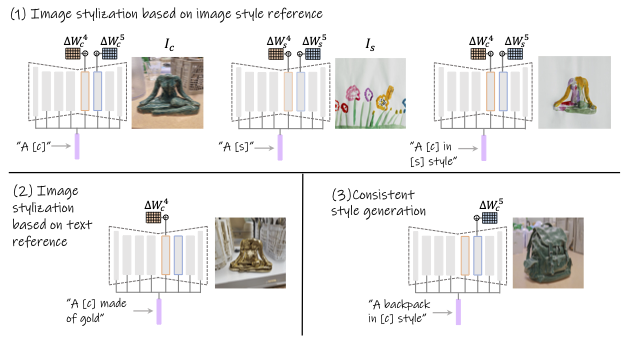 (1) Image stylization based on image style reference
ΔW_c^4 ΔW_c^5 I_c ΔW_s^4 ΔW_s^5 I_s ΔW_c^4 ΔW_s^5
"A [c]" "A [s]" "A [c] in
[s] style"
(2) Image
stylization
based on text
reference
ΔW_c^4
"A [c] made
of gold"
(3)Consistent
style generation
ΔW_c^5
"A backpack
in [c] style"